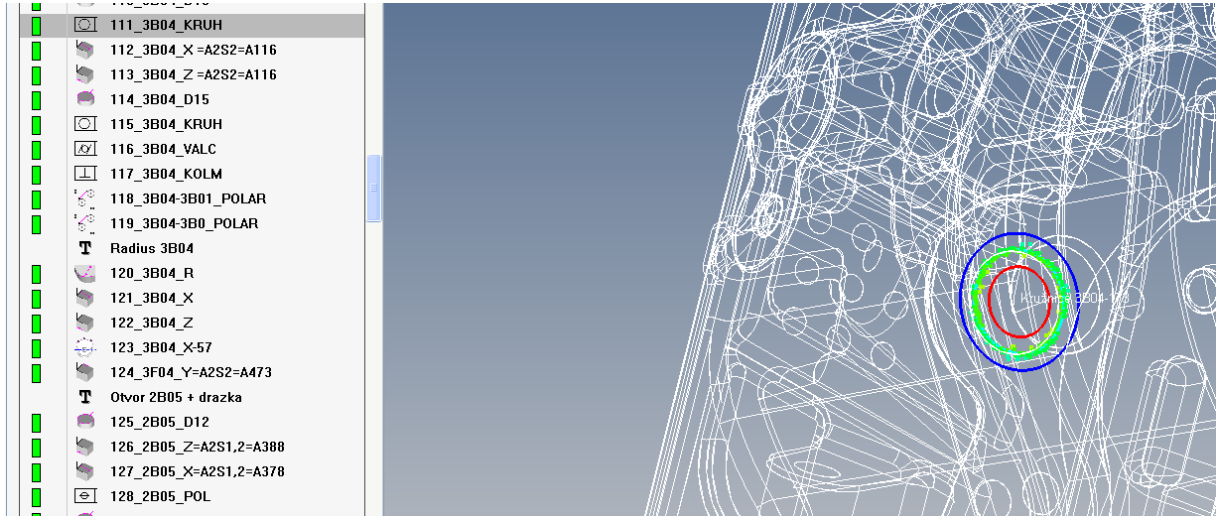 111_3B04_KRUH
112_3B04_X =A2S2=A116
113_3B04_Z =A2S2=A116
114_3B04_D15
115_3B04_KRUH
116_3B04_VALC
117_3B04_KOLM
118_3B04-3B01_POLAR
119_3B04-3B0_POLAR
T Radius 3B04
120_3B04_R
121_3B04_X
122_3B04_Z
123_3B04_X-57
124_3F04_Y=A2S2=A473
T Otvor 2B05 + drazka
125_2B05_D12
126_2B05_Z=A2S1,2=A388
127_2B05_X=A2S1,2=A378
128_2B05_POL